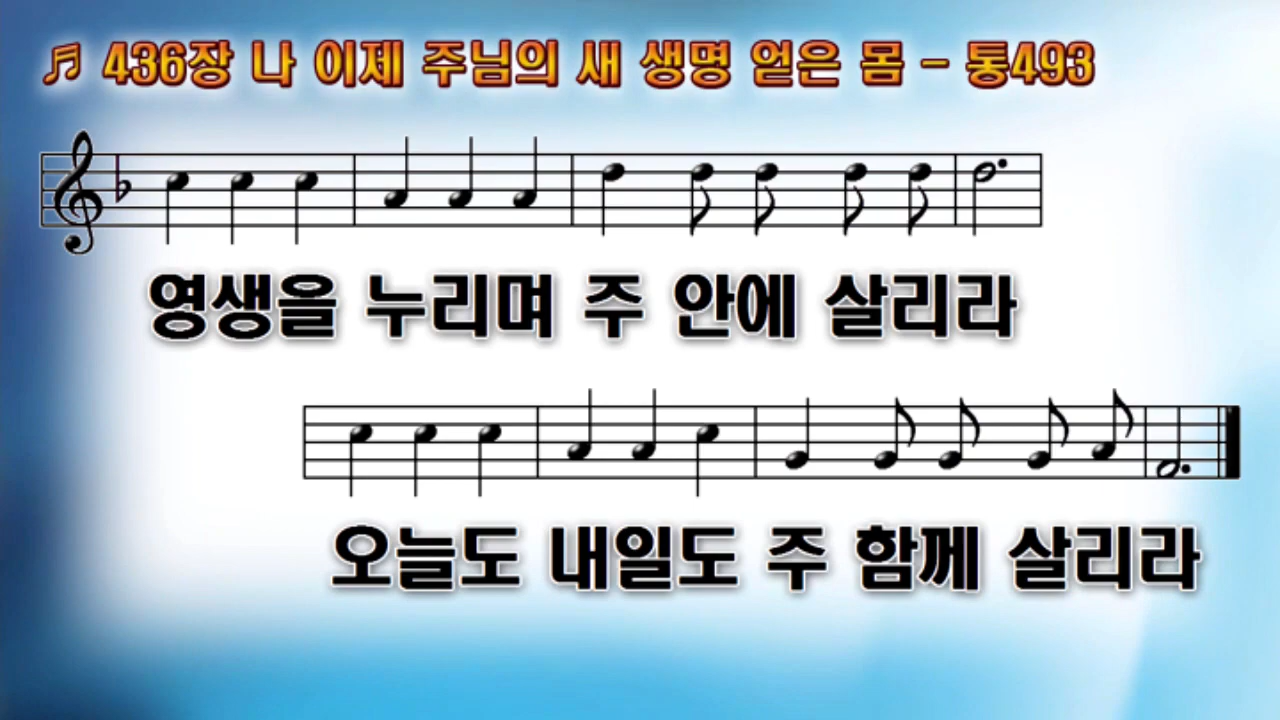 ♬ 436장 나 이제 주님의 새 생명 얻은 몸 - 통493
영생을 누리며 주 안에 살리라
오늘도 내일도 주 함께 살리라